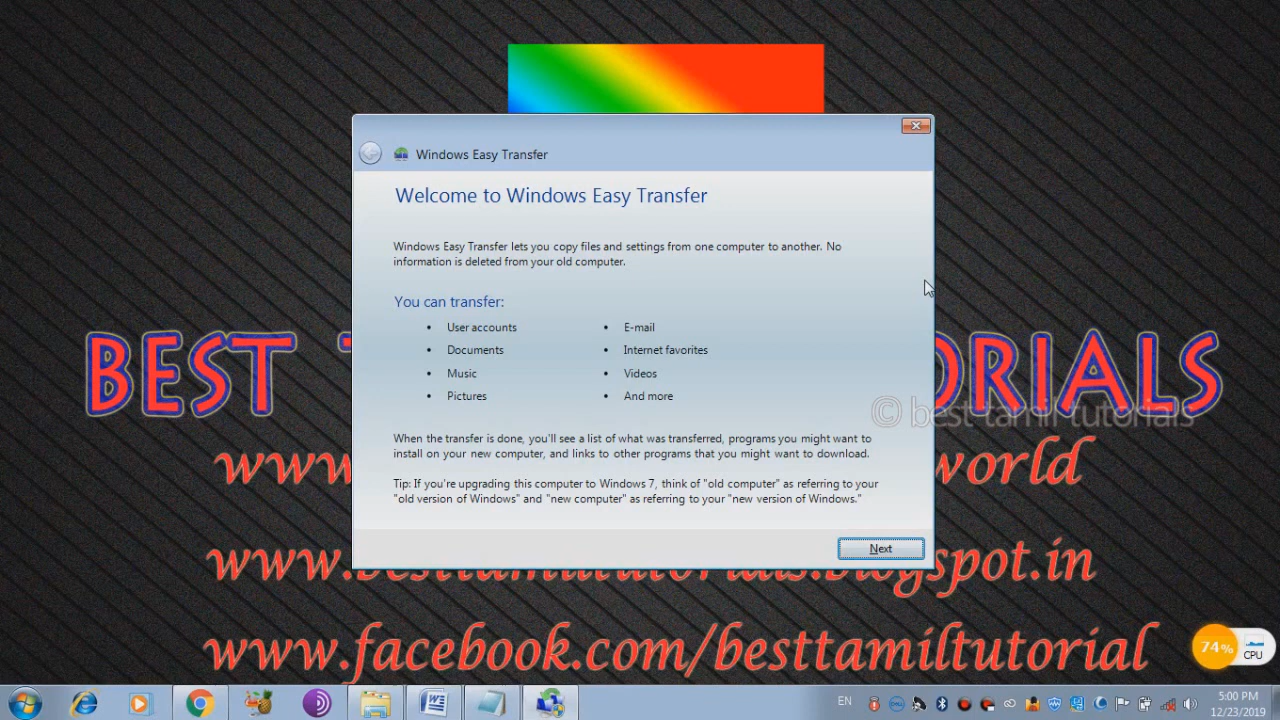 Windows Easy Transfer
Welcome to Windows Easy Transfer
Windows Easy Transfer lets you copy files and settings from one computer to another. No
information is deleted from your old computer.
You can transfer:
• User accounts
• Documents
• Music
• Pictures
• E-mail
• Internet favorites
• Videos
• And more
When the transfer is done, you'll see a list of what was transferred, programs you might want to
install on your new computer, and links to other programs that you might want to download.
Tip: If you're upgrading this computer to Windows 7, think of "old computer" as referring to your
"old version of Windows" and "new computer" as referring to your "new version of Windows."
Next
BEST
© best tamil tutorials
www.besttamiltutorials.blogspot.in
www.facebook.com/besttamiltutorial
74%
CPU
EN
5:00 PM
12/23/2019